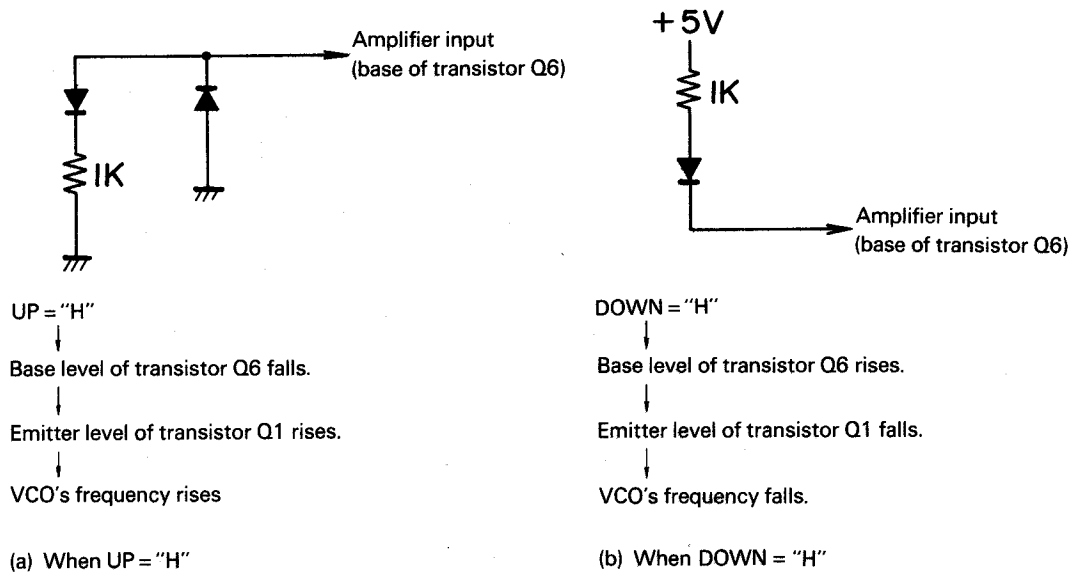 Amplifier input
(base of transistor Q6)
1K
UP = “H”
Base level of transistor Q6 falls.
Emitter level of transistor Q1 rises.
VCO’s frequency rises
(a) When UP = “H”
+5V
1K
Amplifier input
(base of transistor Q6)
DOWN = “H”
Base level of transistor Q6 rises.
Emitter level of transistor Q1 falls.
VCO’s frequency falls.
(b) When DOWN = “H”